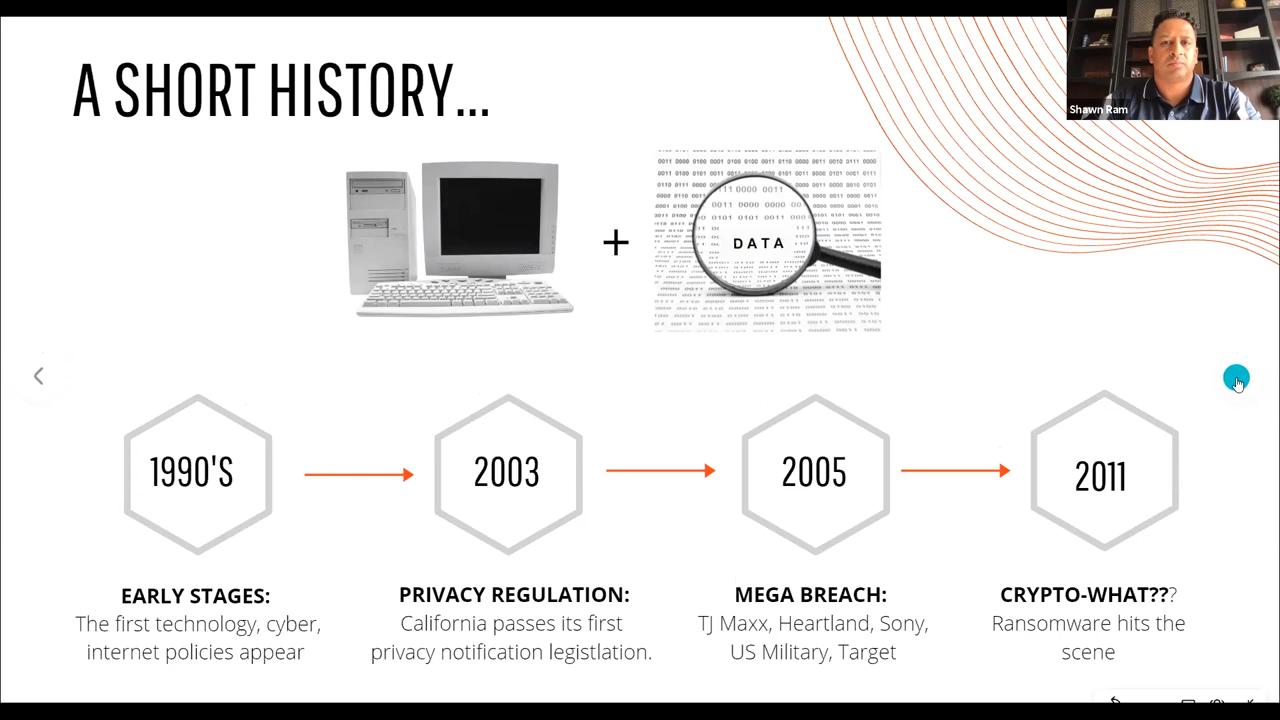 A SHORT HISTORY...
Shawn Ram
+
DATA
1990'S
2003
2005
2011
EARLY STAGES:
The first technology, cyber,
internet policies appear
PRIVACY REGULATION:
California passes its first
privacy notification legistlation.
MEGA BREACH:
TJ Maxx, Heartland, Sony,
US Military, Target
CRYPTO-WHAT???
Ransomware hits the
scene